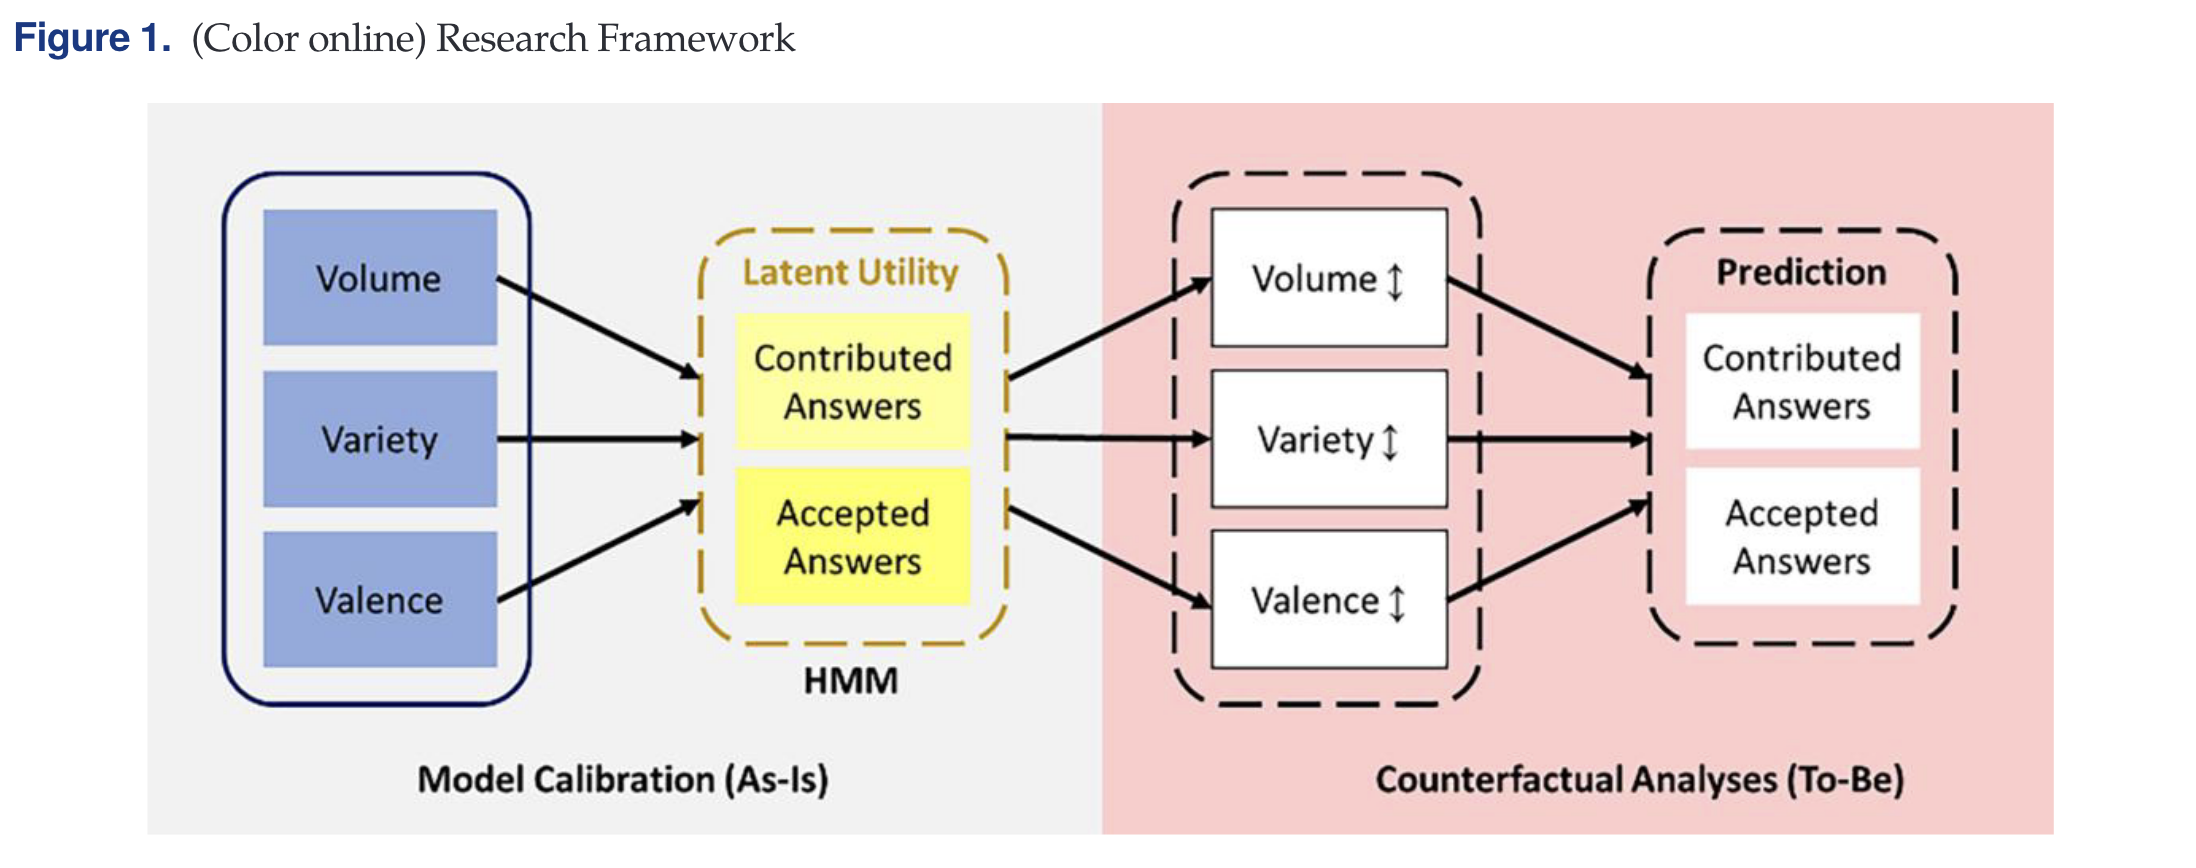 Figure 1. (Color online) Research Framework
Volume
Variety
Valence
Latent Utility
Contributed
Answers
Accepted
Answers
HMM
Model Calibration (As-Is)
Volume ↕
Variety ↕
Valence ↕
Prediction
Contributed
Answers
Accepted
Answers
Counterfactual Analyses (To-Be)